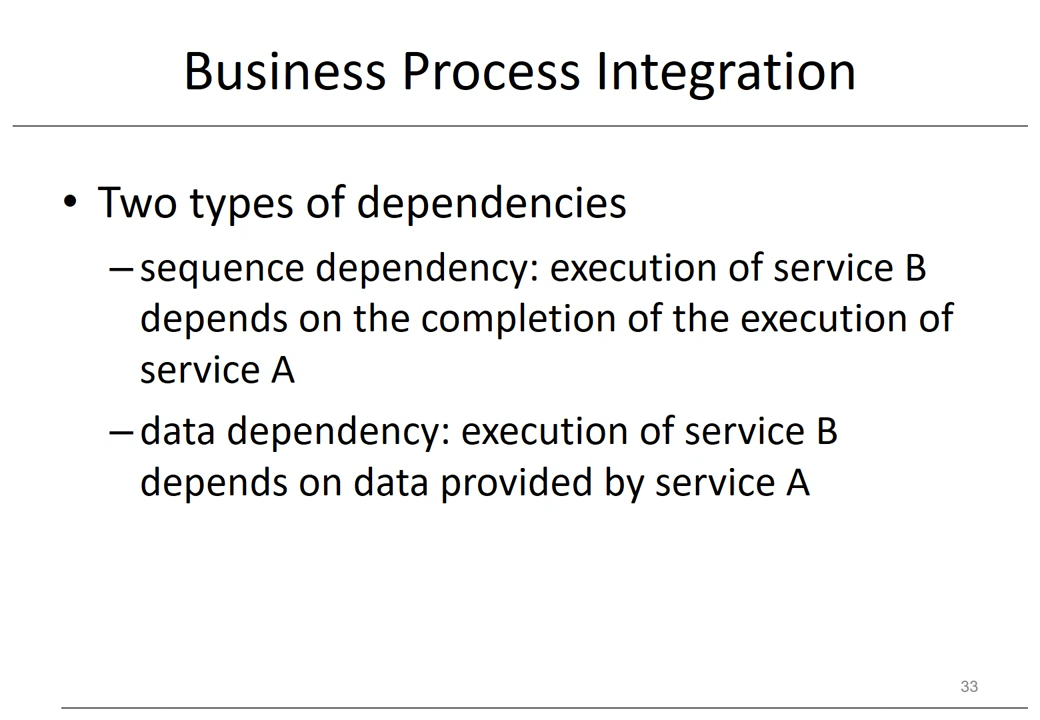 Business Process Integration
• Two types of dependencies
– sequence dependency: execution of service B
depends on the completion of the execution of
service A
– data dependency: execution of service B
depends on data provided by service A
33